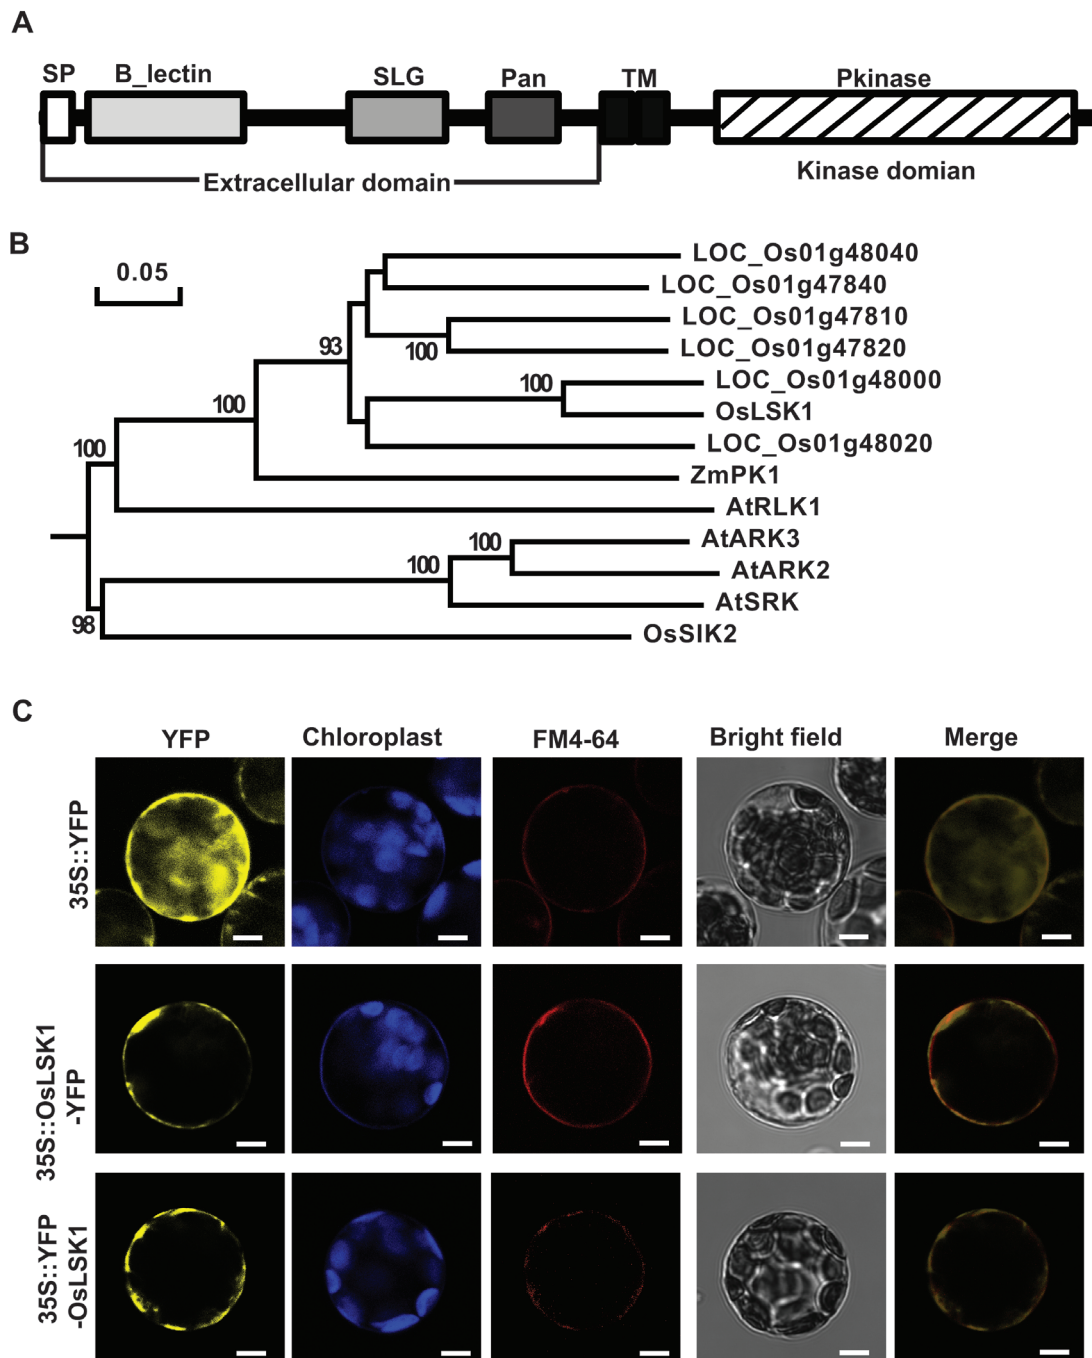 A
SP B_lectin SLG Pan TM Pkinase
Extracellular domain
Kinase domian
B
0.05
LOC_Os01g48040
LOC_Os01g47840
LOC_Os01g47810
93
100
LOC_Os01g47820
LOC_Os01g48000
100
OsLSK1
100
LOC_Os01g48020
100
ZmPK1
AtRLK1
AtARK3
100
AtARK2
100
AtSRK
98
OsSIK2
C
YFP Chloroplast FM4-64 Bright field Merge
35S::YFP
35S::OsLSK1
-YFP
35S::YFP
-OsLSK1